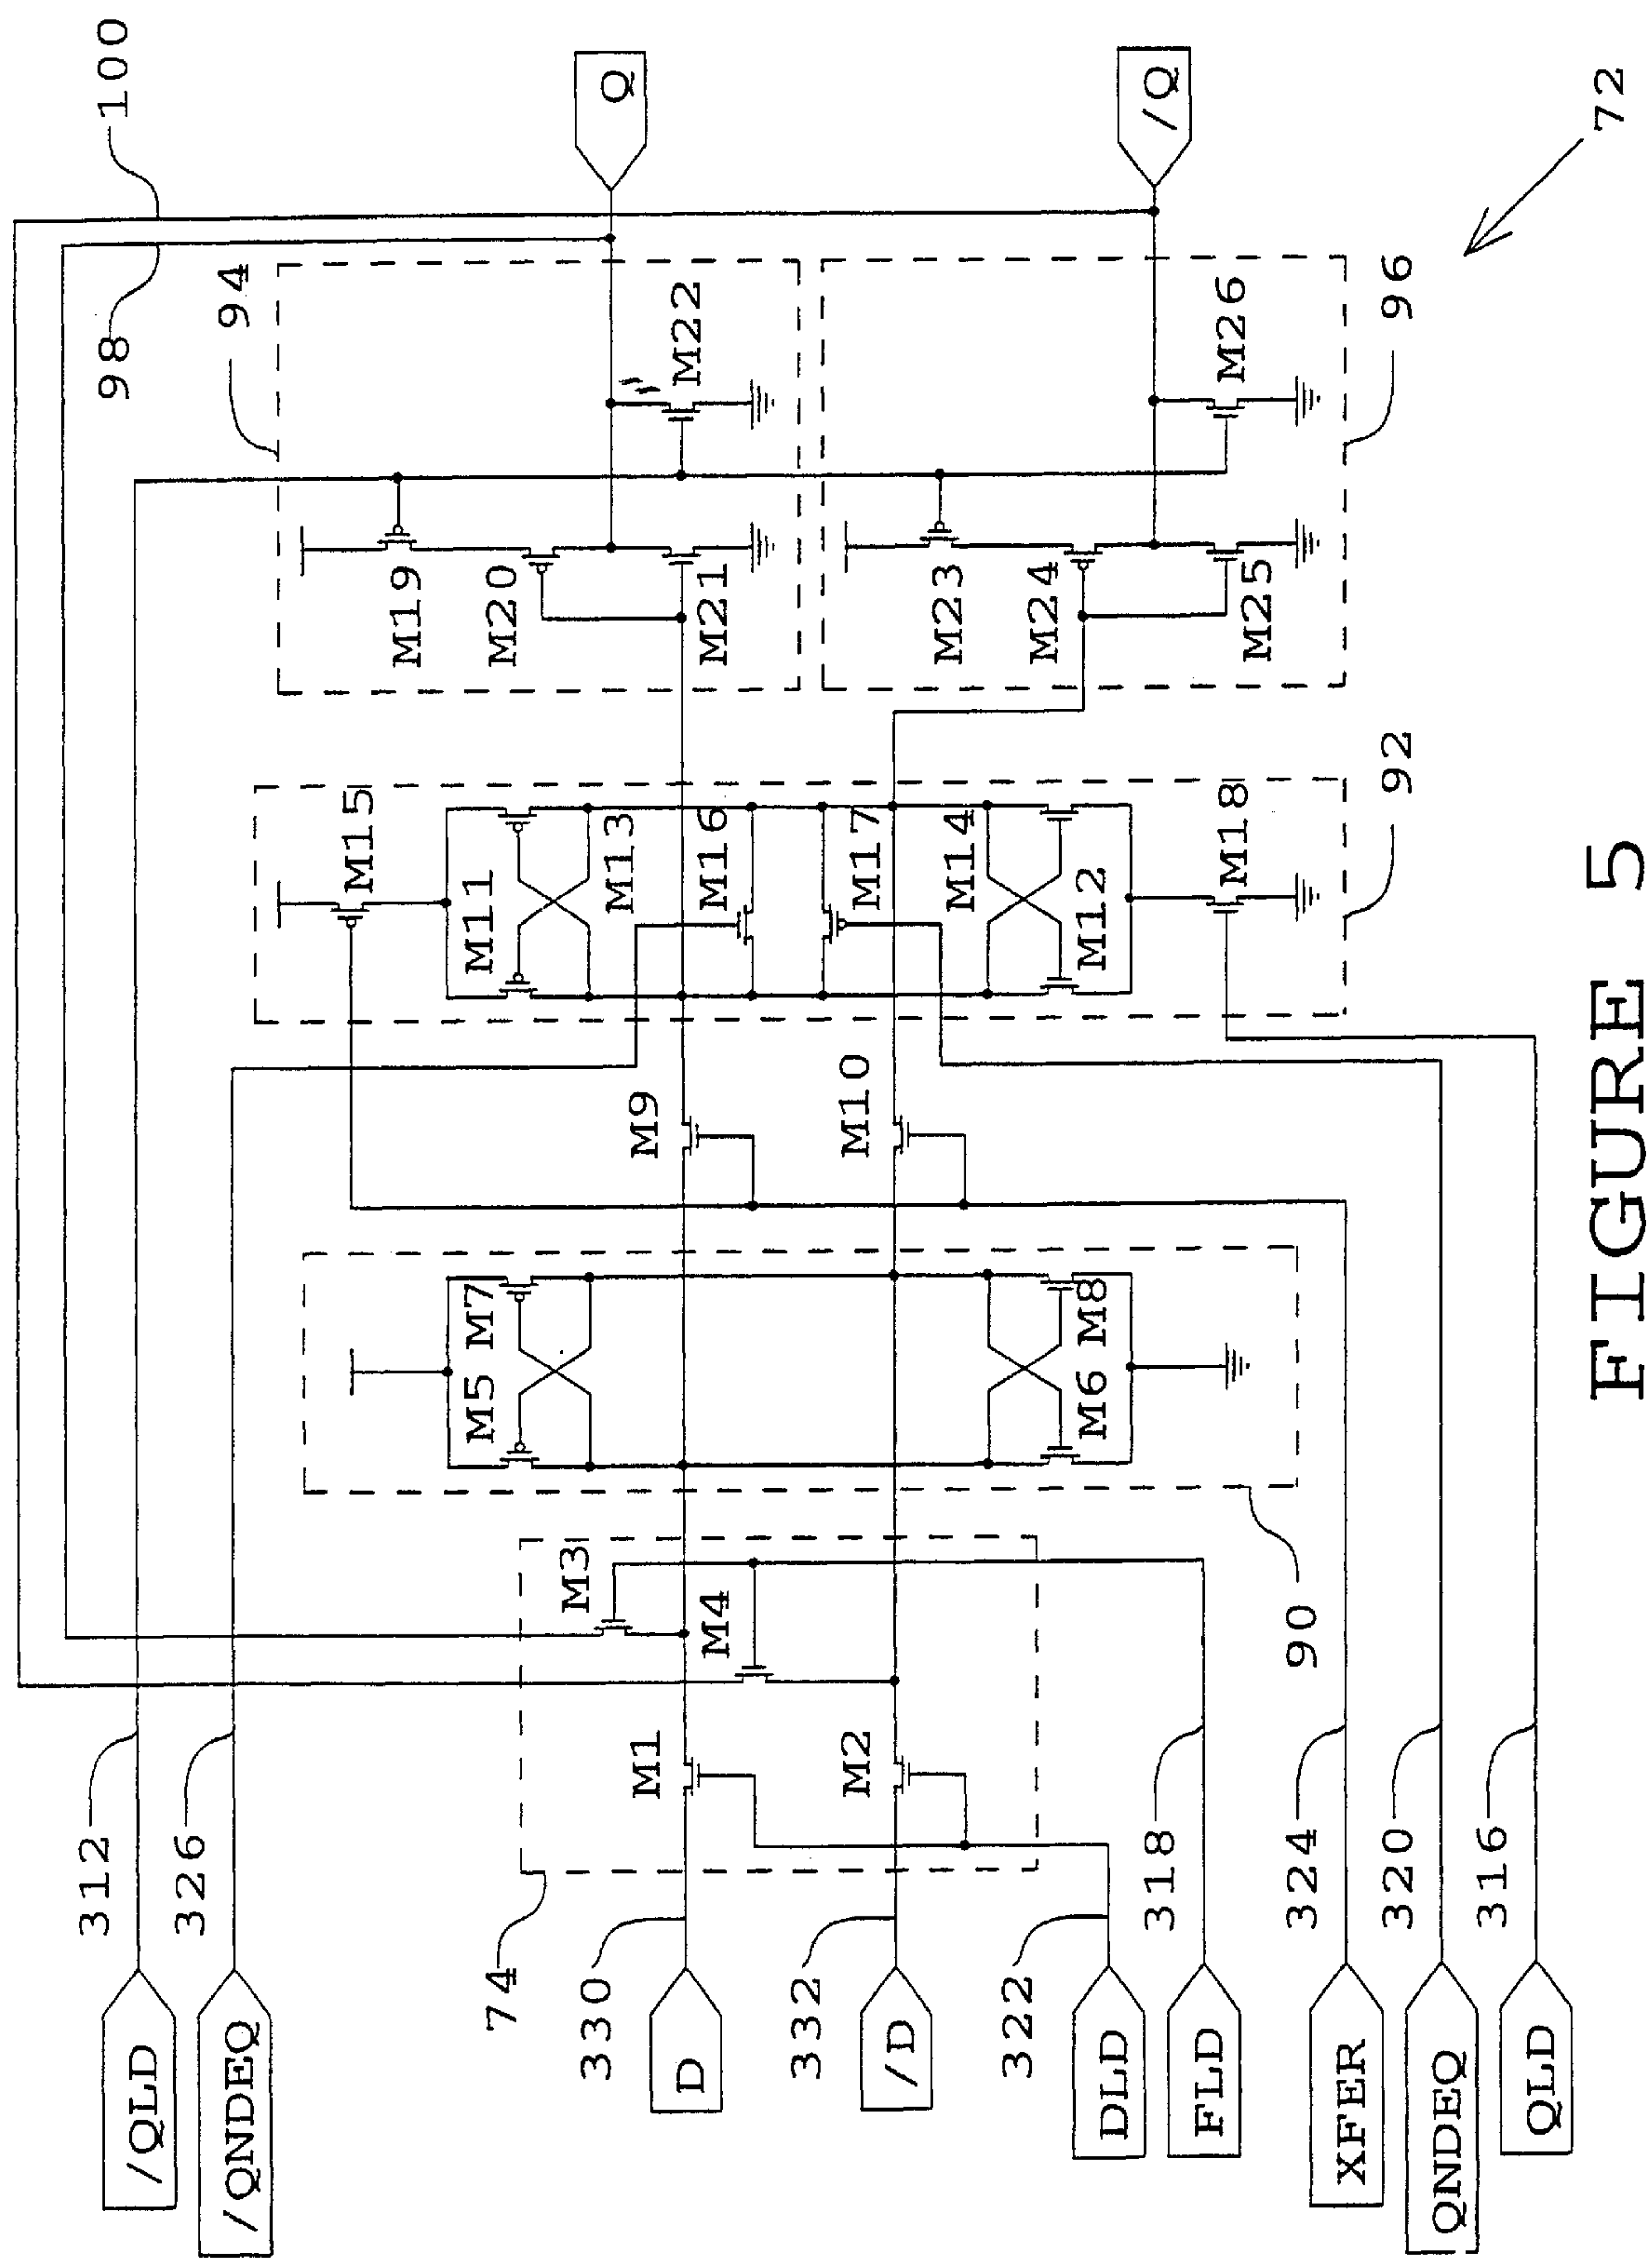 /QLD
312
/QNDEQ
326
D
330
/D
332
DLD
322
FLD
318
XFER
324
QNDEQ
320
QLD
316
74
M1
M2
M3
M4
90
M5
M7
M6
M8
M9
M10
92
M15
M11
M13
M16
M17
M14
M12
M18
94
M19
M20
M21
M22
96
M23
M24
M25
M26
98
100
Q
/Q
72
FIGURE 5